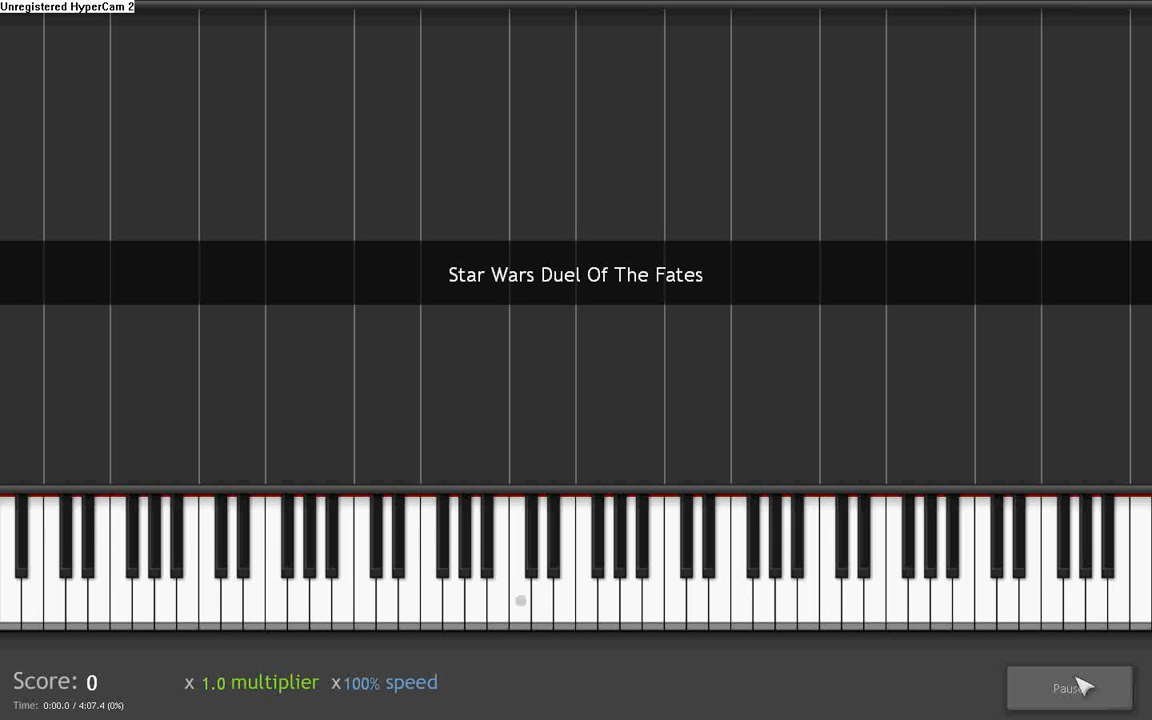 Unregistered HyperCam 2
Star Wars Duel Of The Fates
Score: 0 x 1.0 multiplier x100% speed
Time: 0:00.0 / 4:07.4 (0%)